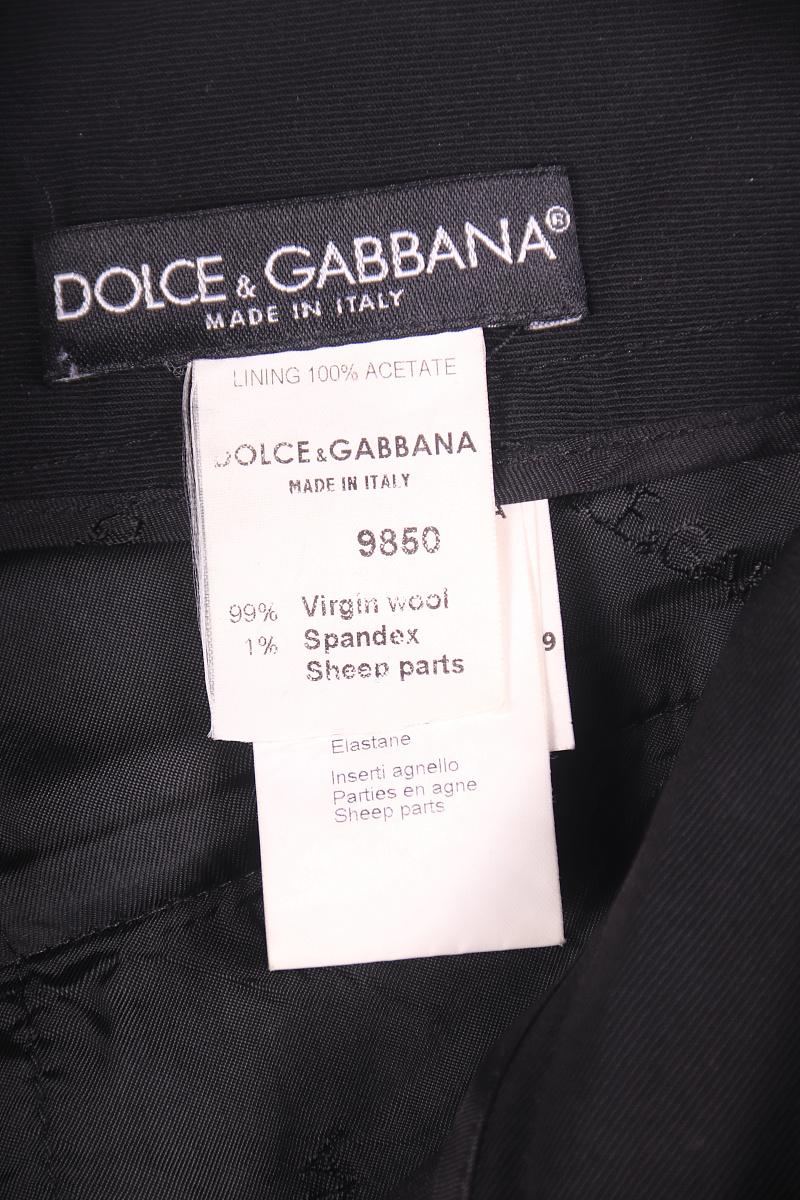 DOLCE & GABBANA®
MADE IN ITALY
LINING 100% ACETATE
DOLCE & GABBANA
MADE IN ITALY
9850
99% Virgin wool
1% Spandex
Sheep parts
A
9
Elastane
Inserti agnello
Parties en agne
Sheep parts